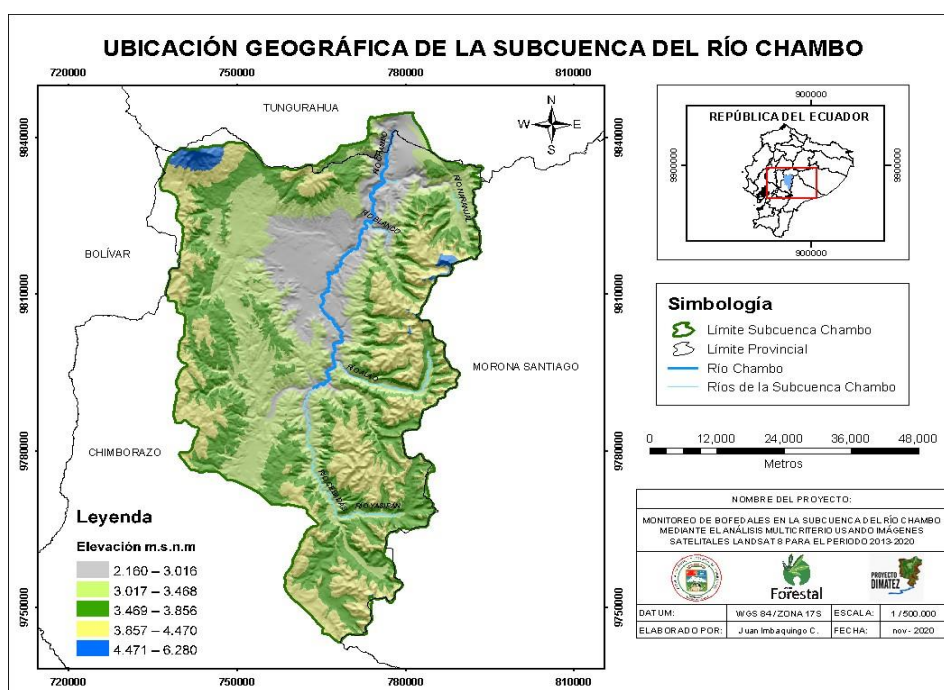 UBICACIÓN GEOGRÁFICA DE LA SUBCUENCA DEL RÍO CHAMBO
720000
750000
780000
810000
TUNGURAHUA
N
W
E
S
9840000
9840000
RÍO BLANCO
BOLÍVAR
9810000
9810000
MORONA SANTIAGO
CHIMBORAZO
9780000
9780000
9750000
9750000
Leyenda
Elevación m.s.n.m
2.160 – 3.016
3.017 – 3.468
3.469 – 3.856
3.857 – 4.470
4.471 – 6.280
720000
750000
780000
810000
900000
REPÚBLICA DEL ECUADOR
9900000
9900000
900000
Simbología
Límite Subcuenca Chambo
Límite Provincial
Río Chambo
Ríos de la Subcuenca Chambo
0 12,000 24,000 36,000 48,000
Metros
NOMBRE DEL PROYECTO:
MONITOREO DE BOFEDALES EN LA SUBCUENCA DEL RÍO CHAMBO
MEDIANTE EL ANÁLISIS MULTICRITERIO USANDO IMÁGENES
SATELITALES LANDSAT 8 PARA EL PERIODO 2013-2020
Forestal
PROYECTO
DIMATEZ
DATUM: WGS 84/ZONA 17S ESCALA: 1 / 500.000
ELABORADO POR: Juan Imbaquingo C. FECHA: nov- 2020